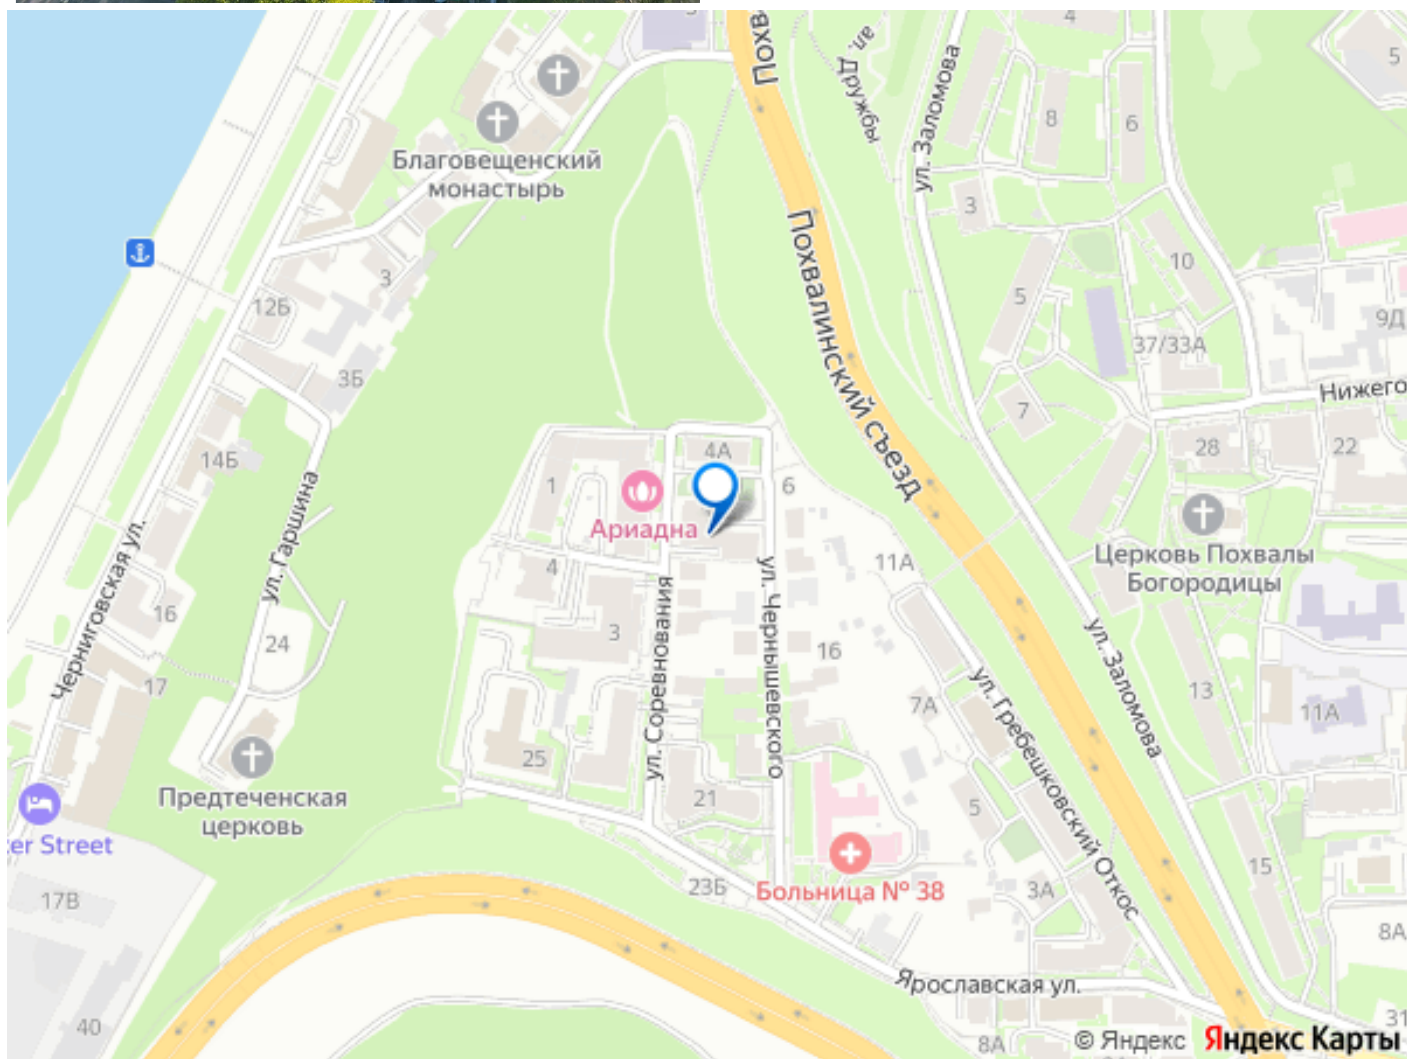 Похв
ал. Дружбы
ул. Заломова
4
5
8
6
Благовещенский
монастырь
3
3
10
12Б
5
9Д
37/33А
Похвалинский съезд
3Б
Нижего
7
14Б
4А
28
22
1
6
Ариадна
ул. Гаршина
Церковь Похвалы
Богородицы
11А
4
Черниговская ул.
16
3
24
16
ул. Соревнования
ул. Чернышевского
ул. Гребешковский Откос
ул. Заломова
17
13
7А
11А
25
Предтеченская
церковь
21
5
er Street
15
23Б
Больница № 38
3А
17В
8А
Ярославская ул.
40
31
8А
© Яндекс Яндекс Карты